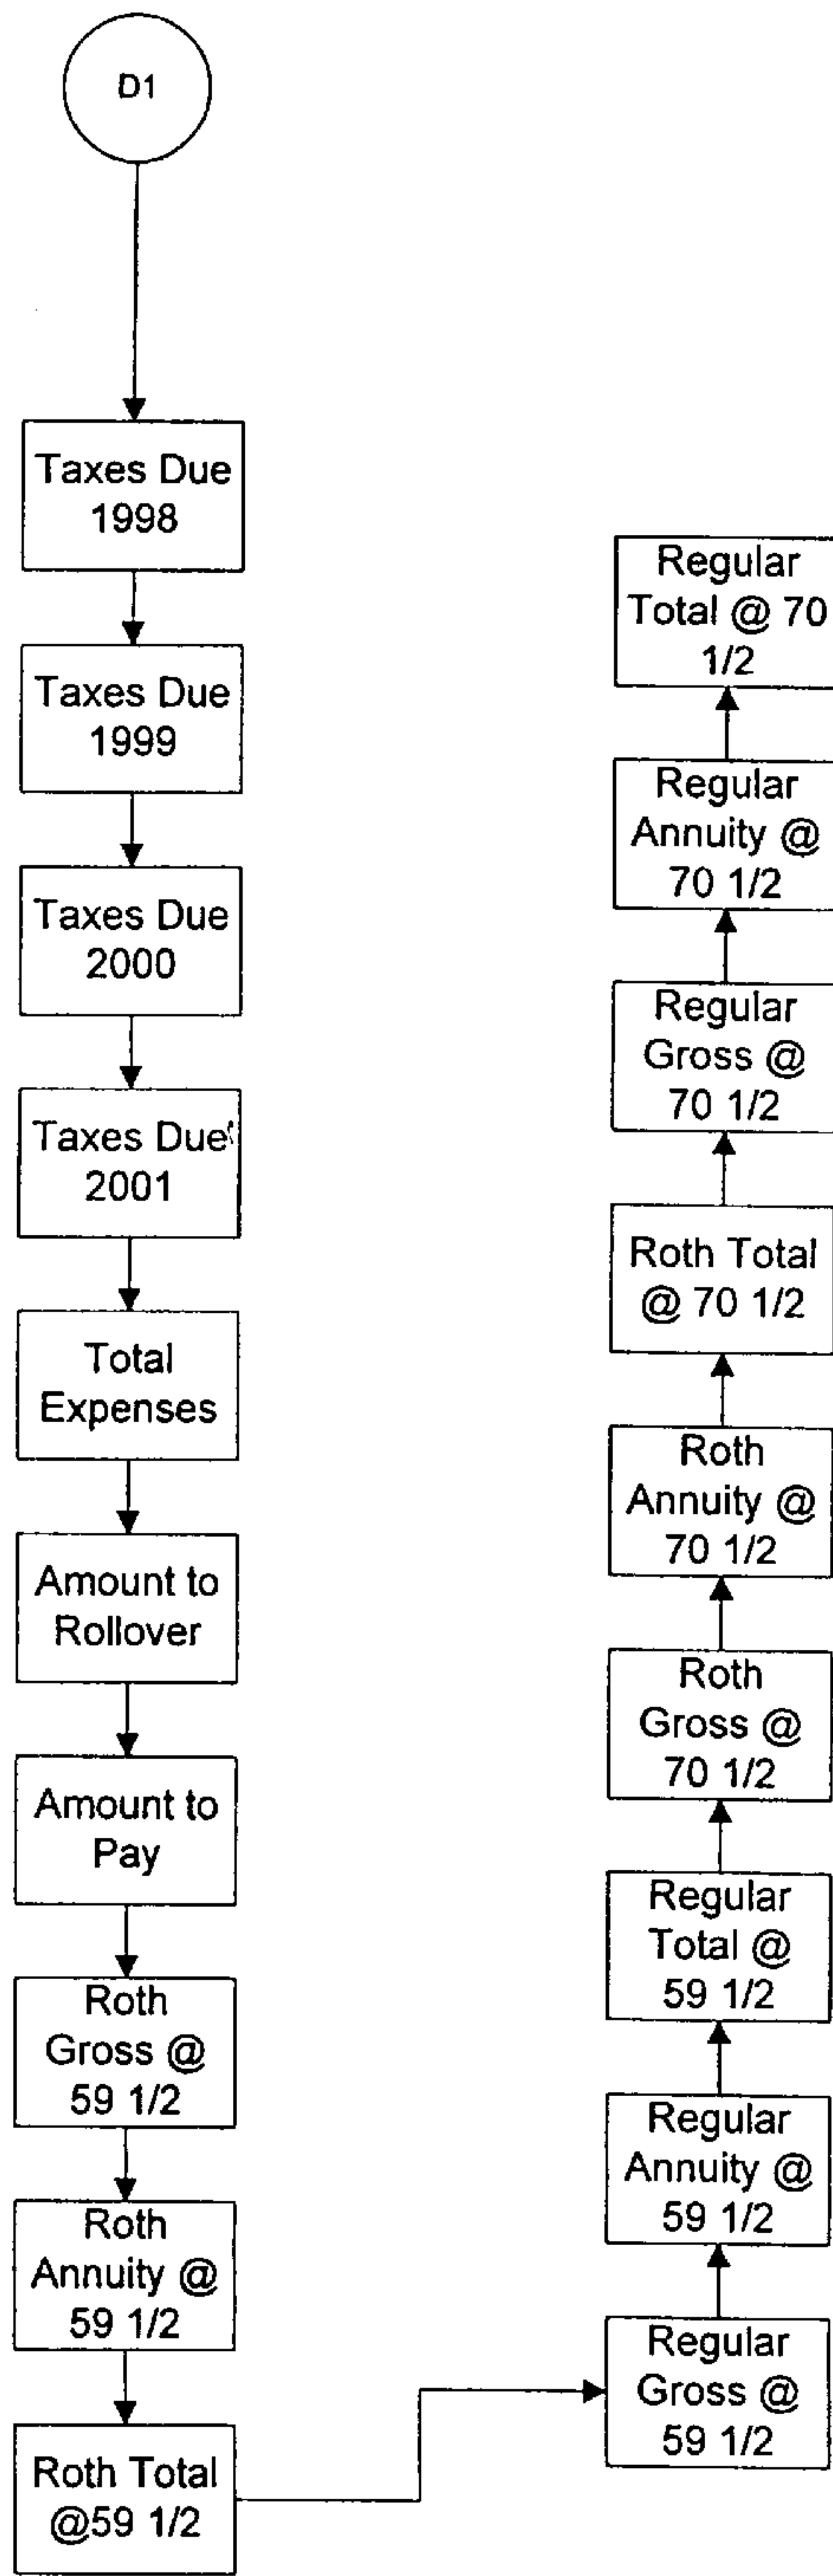 D1
Taxes Due
1998
Taxes Due
1999
Taxes Due
2000
Taxes Due
2001
Total
Expenses
Amount to
Rollover
Amount to
Pay
Roth
Gross @
59 1/2
Roth
Annuity @
59 1/2
Roth Total
@59 1/2
Regular
Gross @
59 1/2
Regular
Annuity @
59 1/2
Regular
Total @
59 1/2
Roth
Gross @
70 1/2
Roth
Annuity @
70 1/2
Roth Total
@ 70 1/2
Regular
Gross @
70 1/2
Regular
Annuity @
70 1/2
Regular
Total @ 70
1/2